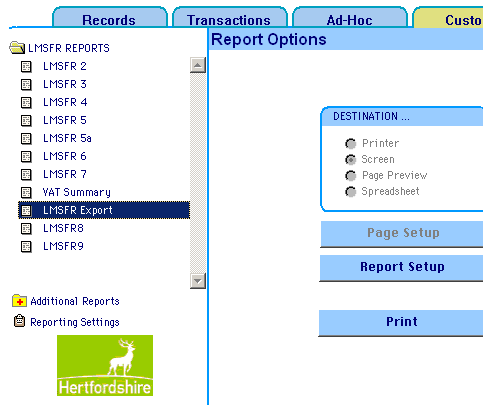 Records
Transactions
Ad-Hoc
Custo
LMSFR REPORTS
LMSFR 2
LMSFR 3
LMSFR 4
LMSFR 5
LMSFR 5a
LMSFR 6
LMSFR 7
VAT Summary
LMSFR Export
LMSFR8
LMSFR9
Additional Reports
Reporting Settings
Hertfordshire
Report Options
DESTINATION ...
Printer
Screen
Page Preview
Spreadsheet
Page Setup
Report Setup
Print